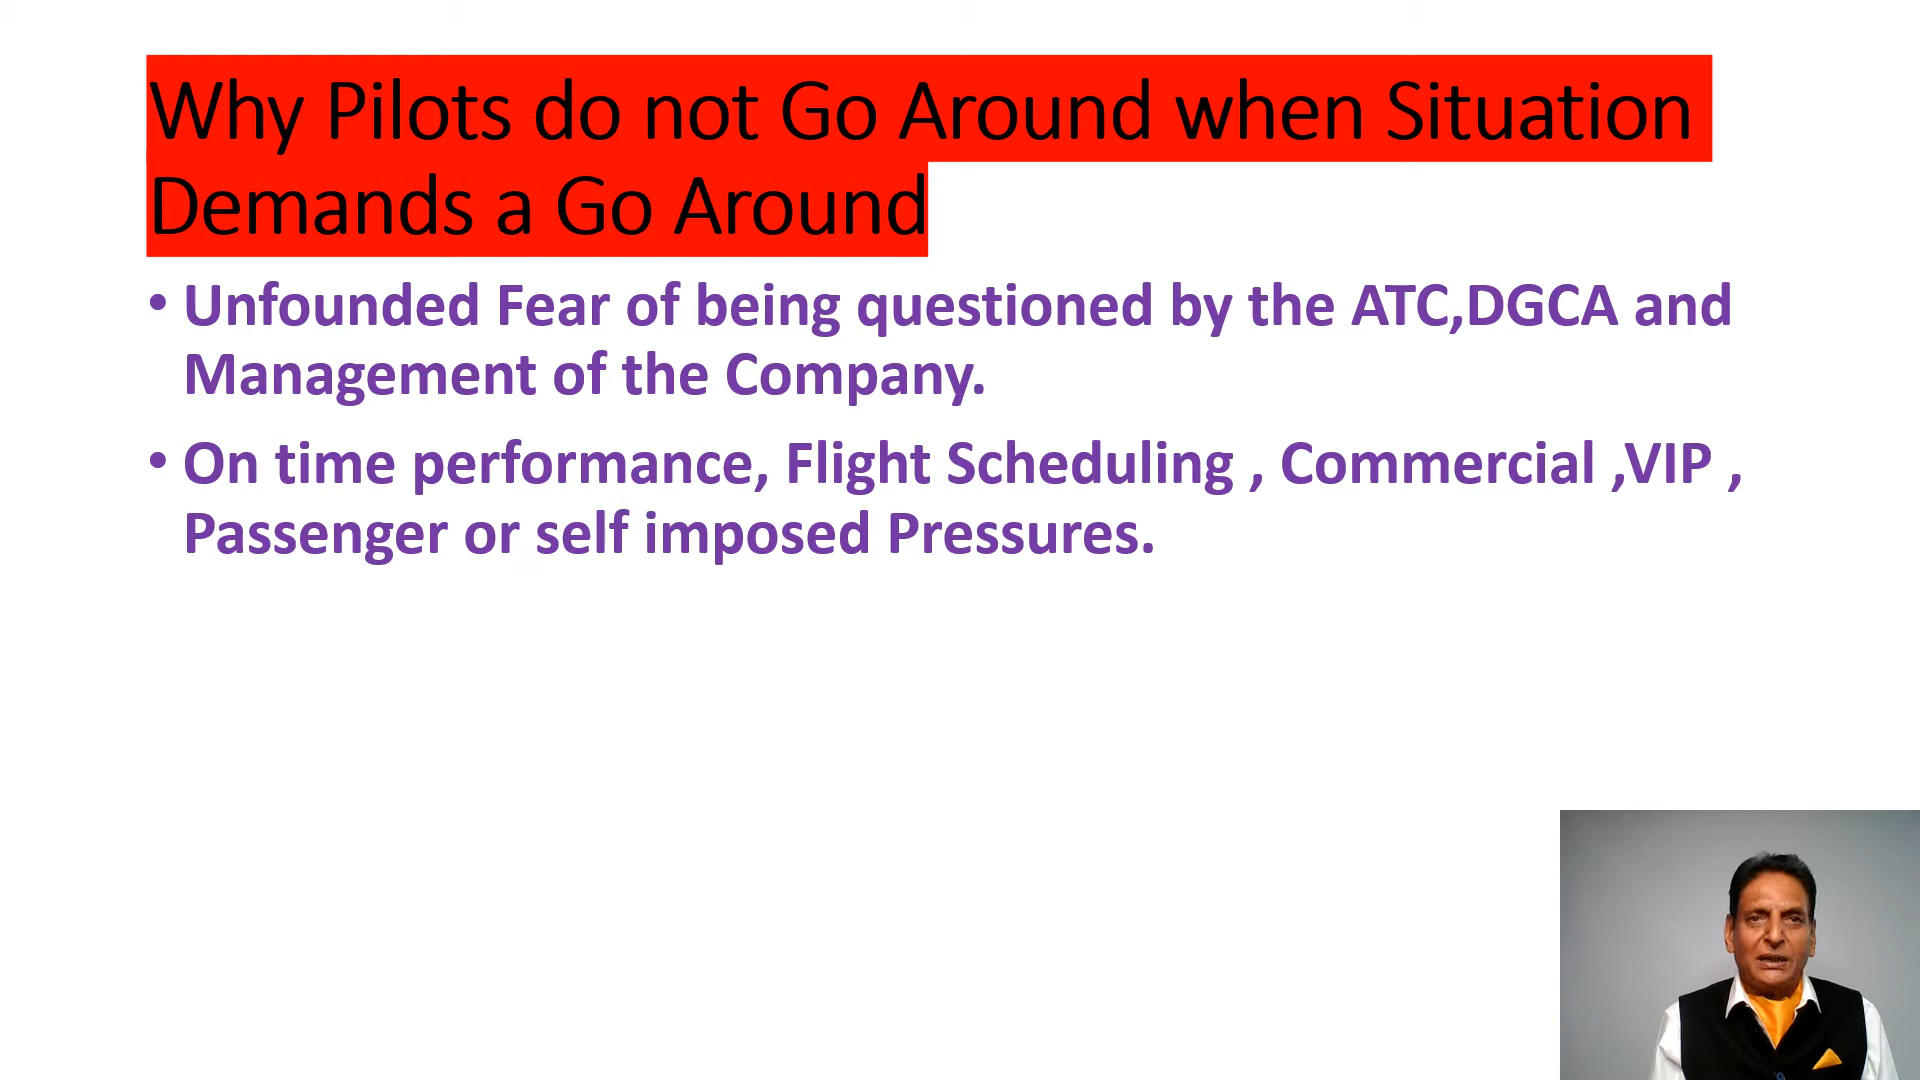 Why Pilots do not Go Around when Situation
Demands a Go Around
• Unfounded Fear of being questioned by the ATC,DGCA and
Management of the Company.
• On time performance, Flight Scheduling , Commercial ,VIP ,
Passenger or self imposed Pressures.